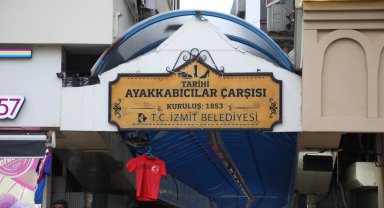 TARİHİ
AYAKKABICILAR ÇARŞISI
KURULUŞ: 1853
T.C. İZMİT BELEDİYESİ
57